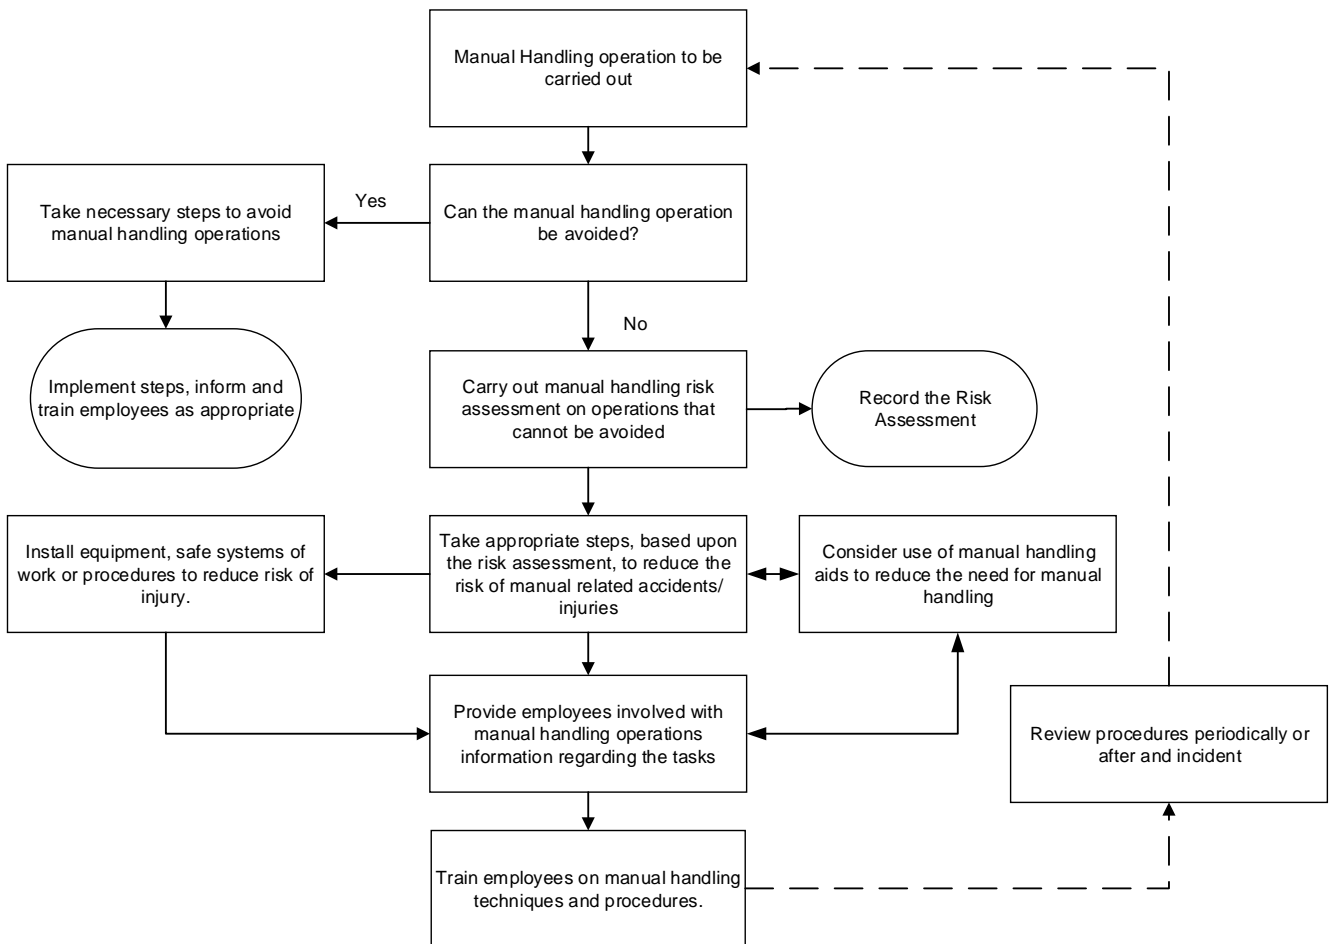 Manual Handling operation to be
carried out
Take necessary steps to avoid
manual handling operations
Yes
Can the manual handling operation
be avoided?
No
Implement steps, inform and
train employees as appropriate
Carry out manual handling risk
assessment on operations that
cannot be avoided
Record the Risk
Assessment
Install equipment, safe systems of
work or procedures to reduce risk of
injury.
Take appropriate steps, based upon
the risk assessment, to reduce the
risk of manual related accidents/
injuries
Consider use of manual handling
aids to reduce the need for manual
handling
Provide employees involved with
manual handling operations
information regarding the tasks
Review procedures periodically or
after and incident
Train employees on manual handling
techniques and procedures.